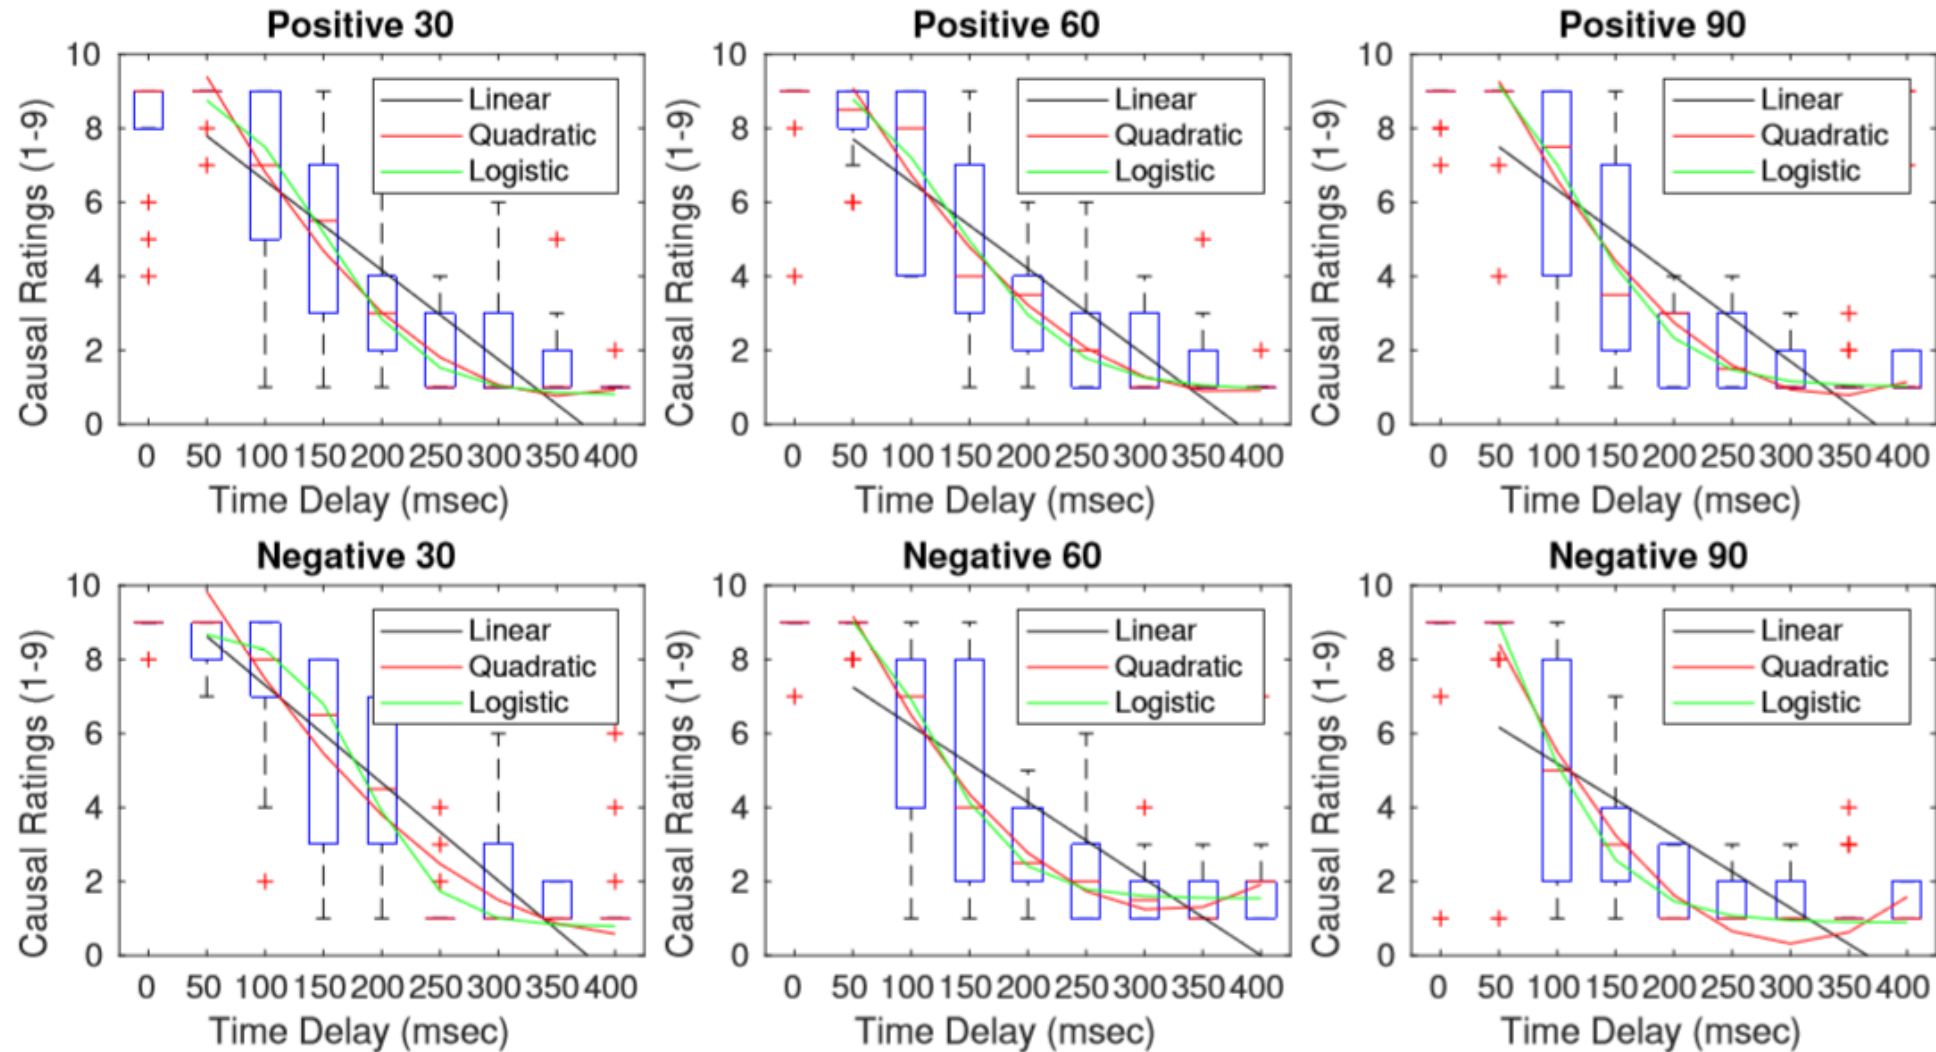 Positive 30
Positive 60
Positive 90
10
8
6
4
2
0
Causal Ratings (1-9)
Linear
Quadratic
Logistic
0 50 100 150 200 250 300 350 400
Time Delay (msec)
10
8
6
4
2
0
Causal Ratings (1-9)
Linear
Quadratic
Logistic
0 50 100 150 200 250 300 350 400
Time Delay (msec)
10
8
6
4
2
0
Causal Ratings (1-9)
Linear
Quadratic
Logistic
0 50 100 150 200 250 300 350 400
Time Delay (msec)
Negative 30
Negative 60
Negative 90
10
8
6
4
2
0
Causal Ratings (1-9)
Linear
Quadratic
Logistic
0 50 100 150 200 250 300 350 400
Time Delay (msec)
10
8
6
4
2
0
Causal Ratings (1-9)
Linear
Quadratic
Logistic
0 50 100 150 200 250 300 350 400
Time Delay (msec)
10
8
6
4
2
0
Causal Ratings (1-9)
Linear
Quadratic
Logistic
0 50 100 150 200 250 300 350 400
Time Delay (msec)